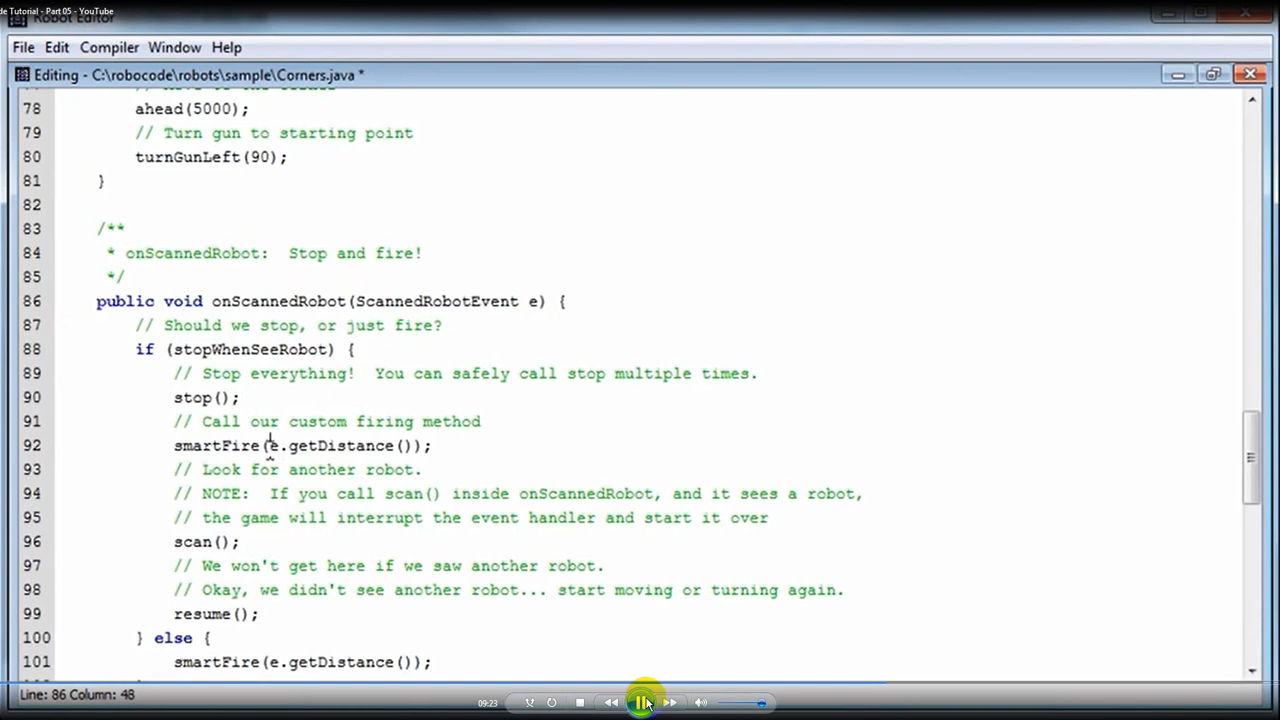 de Tutorial - Part 05 - YouTube
Robot Editor
File Edit Compiler Window Help
Editing - C:\robocode\robots\sample\Corners.java *
78 ahead(5000);
79 // Turn gun to starting point
80 turnGunLeft(90);
81 }
82
83 /**
84 * onScannedRobot:  Stop and fire!
85 */
86 public void onScannedRobot(ScannedRobotEvent e) {
87 // Should we stop, or just fire?
88 if (stopWhenSeeRobot) {
89 // Stop everything!  You can safely call stop multiple times.
90 stop();
91 // Call our custom firing method
92 smartFire(e.getDistance());
93 // Look for another robot.
94 // NOTE:  If you call scan() inside onScannedRobot, and it sees a robot,
95 // the game will interrupt the event handler and start it over
96 scan();
97 // We won't get here if we saw another robot.
98 // Okay, we didn't see another robot... start moving or turning again.
99 resume();
100 } else {
101 smartFire(e.getDistance());
Line: 86 Column: 48
09:23